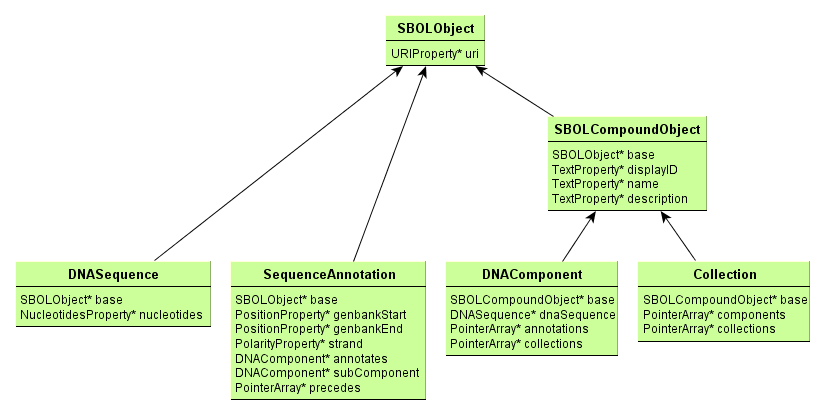 SBOLObject
URIProperty* uri
SBOLCompoundObject
SBOLObject* base
TextProperty* displayID
TextProperty* name
TextProperty* description
DNASequence
SBOLObject* base
NucleotidesProperty* nucleotides
SequenceAnnotation
SBOLObject* base
PositionProperty* genbankStart
PositionProperty* genbankEnd
PolarityProperty* strand
DNAComponent* annotates
DNAComponent* subComponent
PointerArray* precedes
DNAComponent
SBOLCompoundObject* base
DNASequence* dnaSequence
PointerArray* annotations
PointerArray* collections
Collection
SBOLCompoundObject* base
PointerArray* components
PointerArray* collections